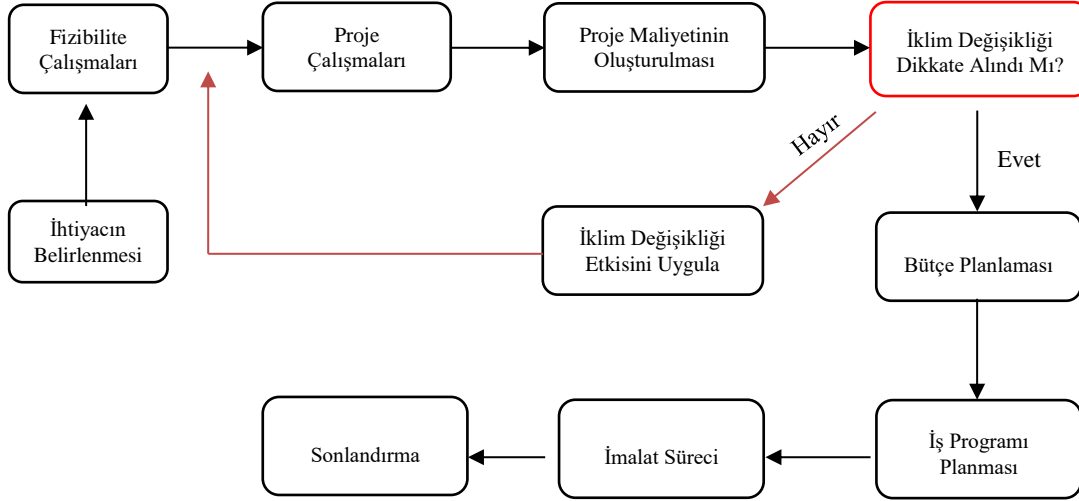 Fizibilite
Çalışmaları
Proje
Çalışmaları
Proje Maliyetinin
Oluşturulması
İklim Değişikliği
Dikkate Alındı Mı?
Hayır
Evet
İhtiyacın
Belirlenmesi
İklim Değişikliği
Etkisini Uygula
Bütçe Planlaması
Sonlandırma
İmalat Süreci
İş Programı
Planması